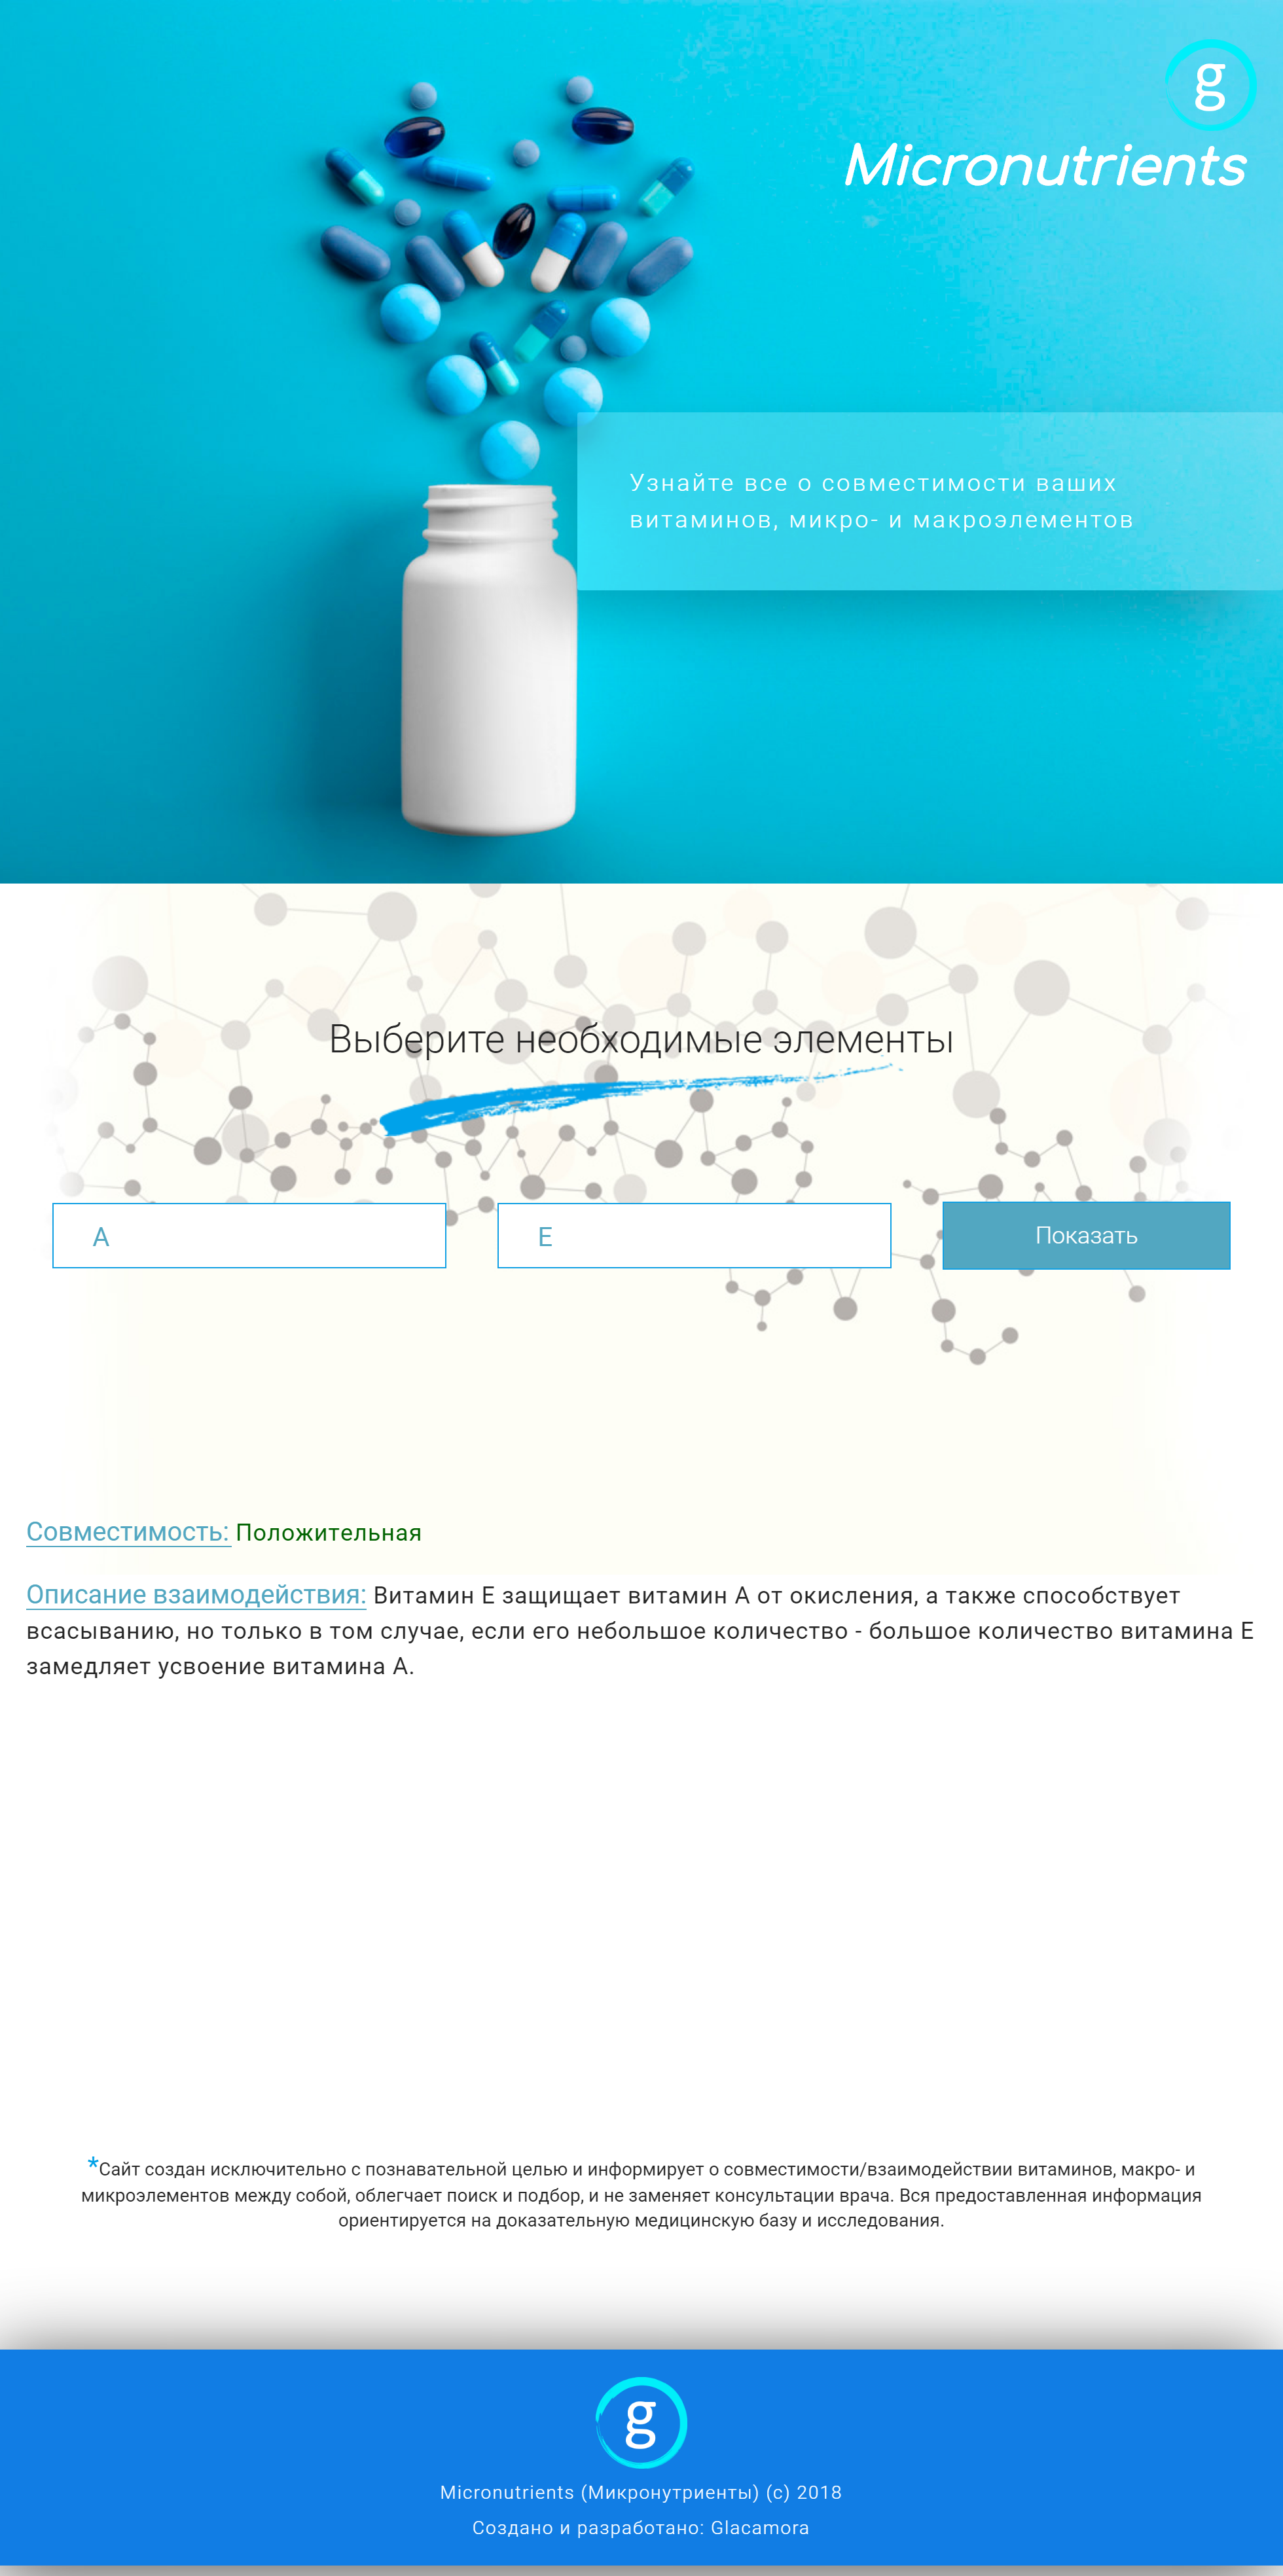 g
Micronutrients
Узнайте все о совместимости ваших
витаминов, микро- и макроэлементов
Выберите необходимые элементы
A
E
Показать
Совместимость: Положительная
Описание взаимодействия: Витамин Е защищает витамин А от окисления, а также способствует
всасыванию, но только в том случае, если его небольшое количество - большое количество витамина Е
замедляет усвоение витамина А.
*Сайт создан исключительно с познавательной целью и информирует о совместимости/взаимодействии витаминов, макро- и
микроэлементов между собой, облегчает поиск и подбор, и не заменяет консультации врача. Вся предоставленная информация
ориентируется на доказательную медицинскую базу и исследования.
g
Micronutrients (Микронутриенты) (c) 2018
Создано и разработано: Glacamora